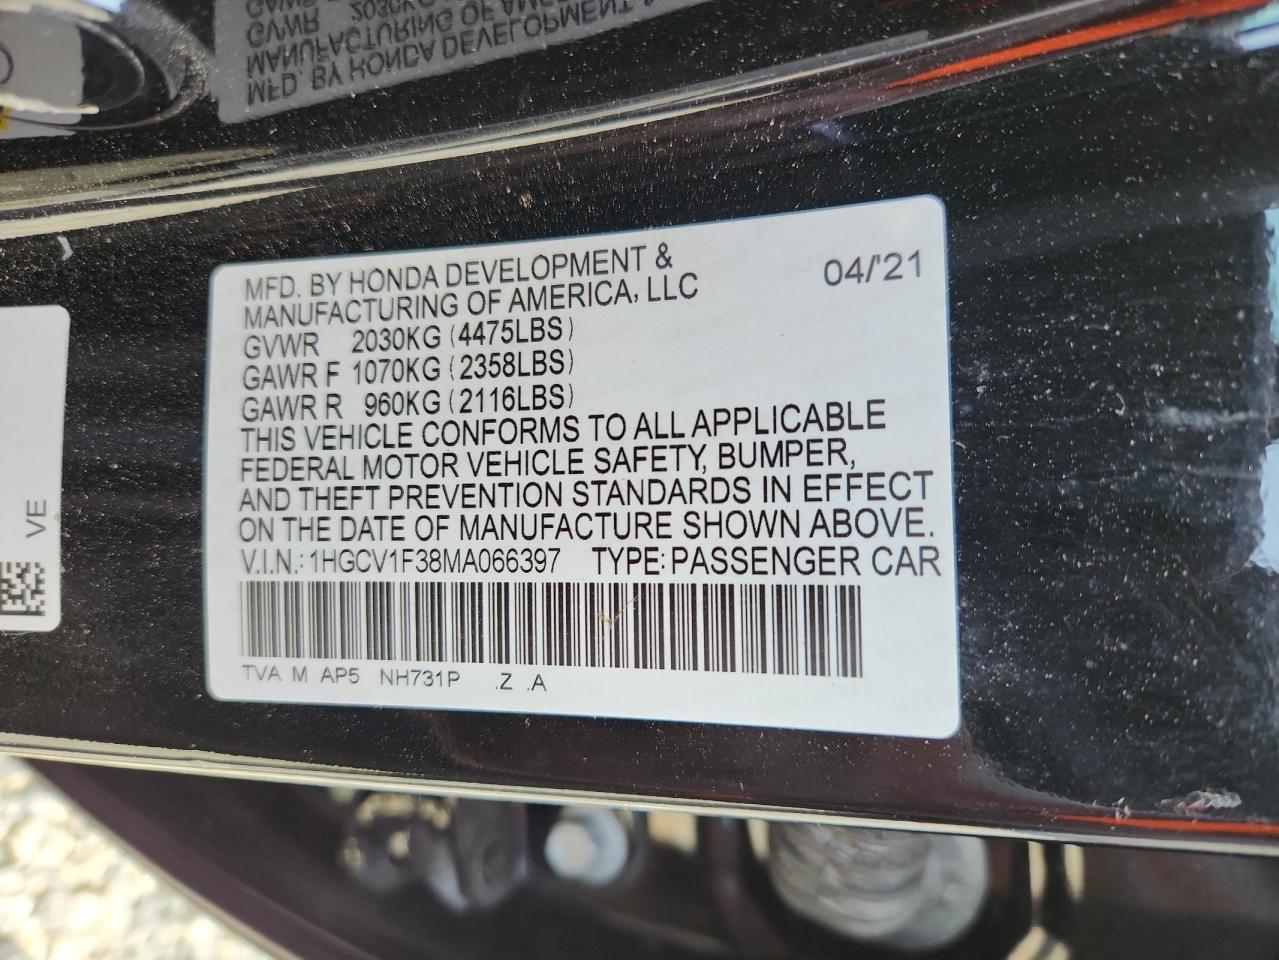 MFD. BY HONDA DEVELOPMENT &
MANUFACTURING OF AMERICA, LLC 04/'21
GVWR 2030KG (4475LBS)
GAWR F 1070KG (2358LBS)
GAWR R 960KG (2116LBS)
THIS VEHICLE CONFORMS TO ALL APPLICABLE
FEDERAL MOTOR VEHICLE SAFETY, BUMPER,
AND THEFT PREVENTION STANDARDS IN EFFECT
ON THE DATE OF MANUFACTURE SHOWN ABOVE.
V.I.N.: 1HGCV1F38MA066397 TYPE: PASSENGER CAR
TVA M AP5 NH731P .Z .A
VE